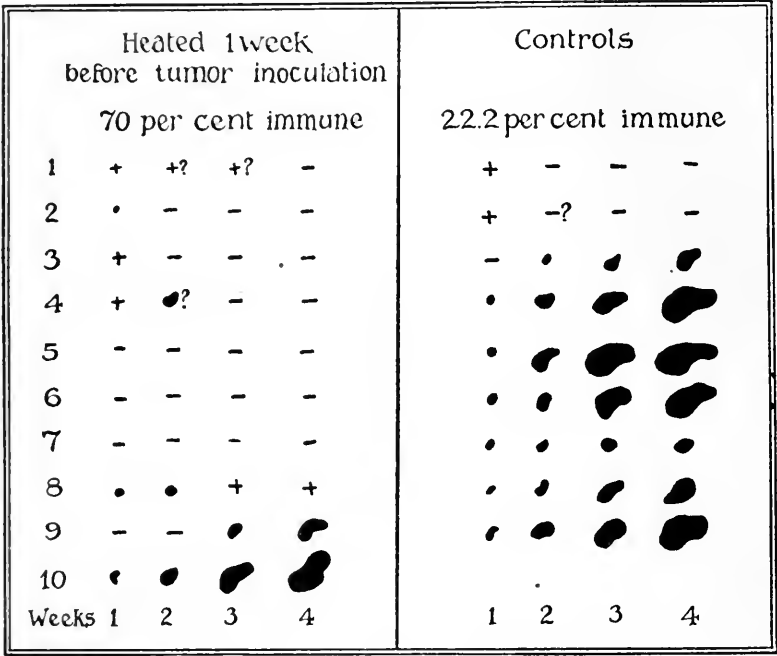 Heated 1 week
before tumor inoculation
70 per cent immune
1 + +? +? -
2 - - -
3 + - - -
4 + ? - -
5 - - - -
6 - - - -
7 - - - -
8 + +
9 - -
10
Weeks 1 2 3 4
Controls
22.2 per cent immune
+ - - -
+ -? - -
-
1 2 3 4